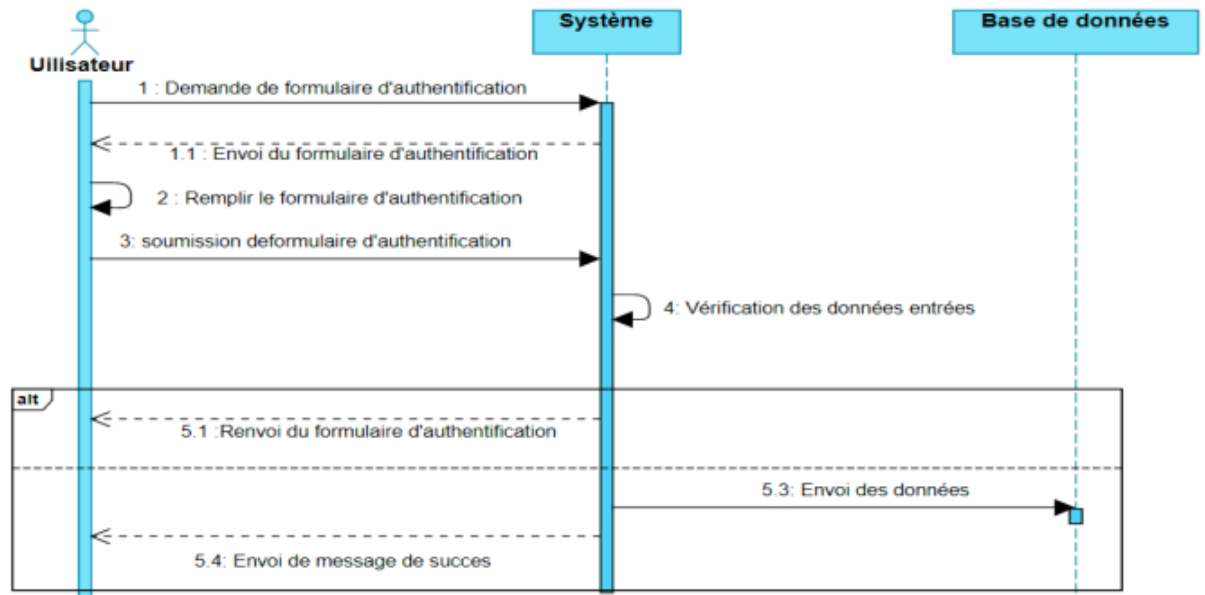 Système
Base de données
Uilisateur
1 : Demande de formulaire d'authentification
1.1 : Envoi du formulaire d'authentification
2 : Remplir le formulaire d'authentification
3: soumission deformulaire d'authentification
4: Vérification des données entrées
alt
5.1 :Renvoi du formulaire d'authentification
5.3: Envoi des données
5.4: Envoi de message de succes